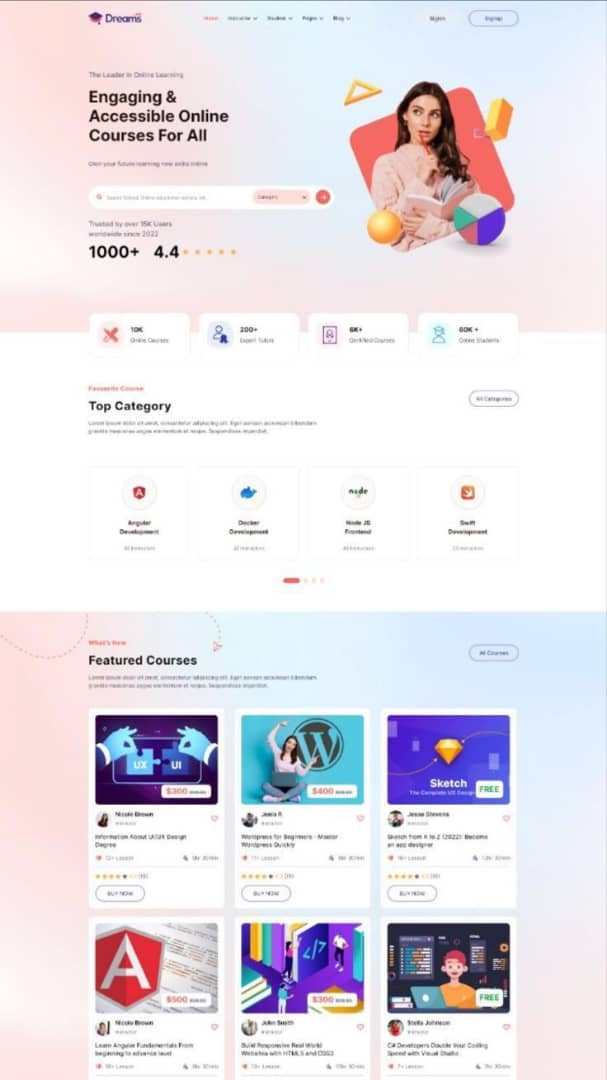 Dreams
Home Instructor Student Pages Blog Signin Signup
The Leader in Online Learning
Engaging &
Accessible Online
Courses For All
Own your future learning new skills online
Search School, Online educational centers, etc
Category
Trusted by over 15K Users
worldwide since 2022
1000+ 4.4
10K
Online Courses
200+
Expert Tutors
6K+
Certified Courses
60K +
Online Students
Favourite Course
Top Category
All Categories
Lorem ipsum dolor sit amet, consectetur adipiscing elit. Eget aenean accumsan bibendum
gravida maecenas augue elementum et neque. Suspendisse imperdiet.
Angular
Development
Instructors
Docker
Development
Instructors
node
Node JS
Frontend
Instructors
Swift
Development
Instructors
What's New
Featured Courses
All Courses
Lorem ipsum dolor sit amet, consectetur adipiscing elit. Eget aenean accumsan bibendum
gravida maecenas augue elementum et neque. Suspendisse imperdiet.
UX UI
$300
Nicole Brown
Instructor
Information About UI/UX Design
Degree
12+ Lesson 9hr 30min
(15)
BUY NOW
W
$400
Jenis R.
Instructor
Wordpress for Beginners - Master
Wordpress Quickly
11+ Lesson 6hr 30min
(15)
BUY NOW
Sketch
The Complete UX Design
FREE
Jesse Stevens
Instructor
Sketch from A to Z (2022): Become
an app designer
16+ Lesson 30min
BUY NOW
A
$500
Nicole Brown
Instructor
Learn Angular Fundamentals From
beginning to advance level
Lesson 30min
</>
$300
John Smith
Instructor
Build Responsive Real World
Websites with HTML5 and CSS3
Lesson 30min
HTML
FREE
Stella Johnson
Instructor
C# Developers Double Your Coding
Speed with Visual Studio
7+ Lesson 30min